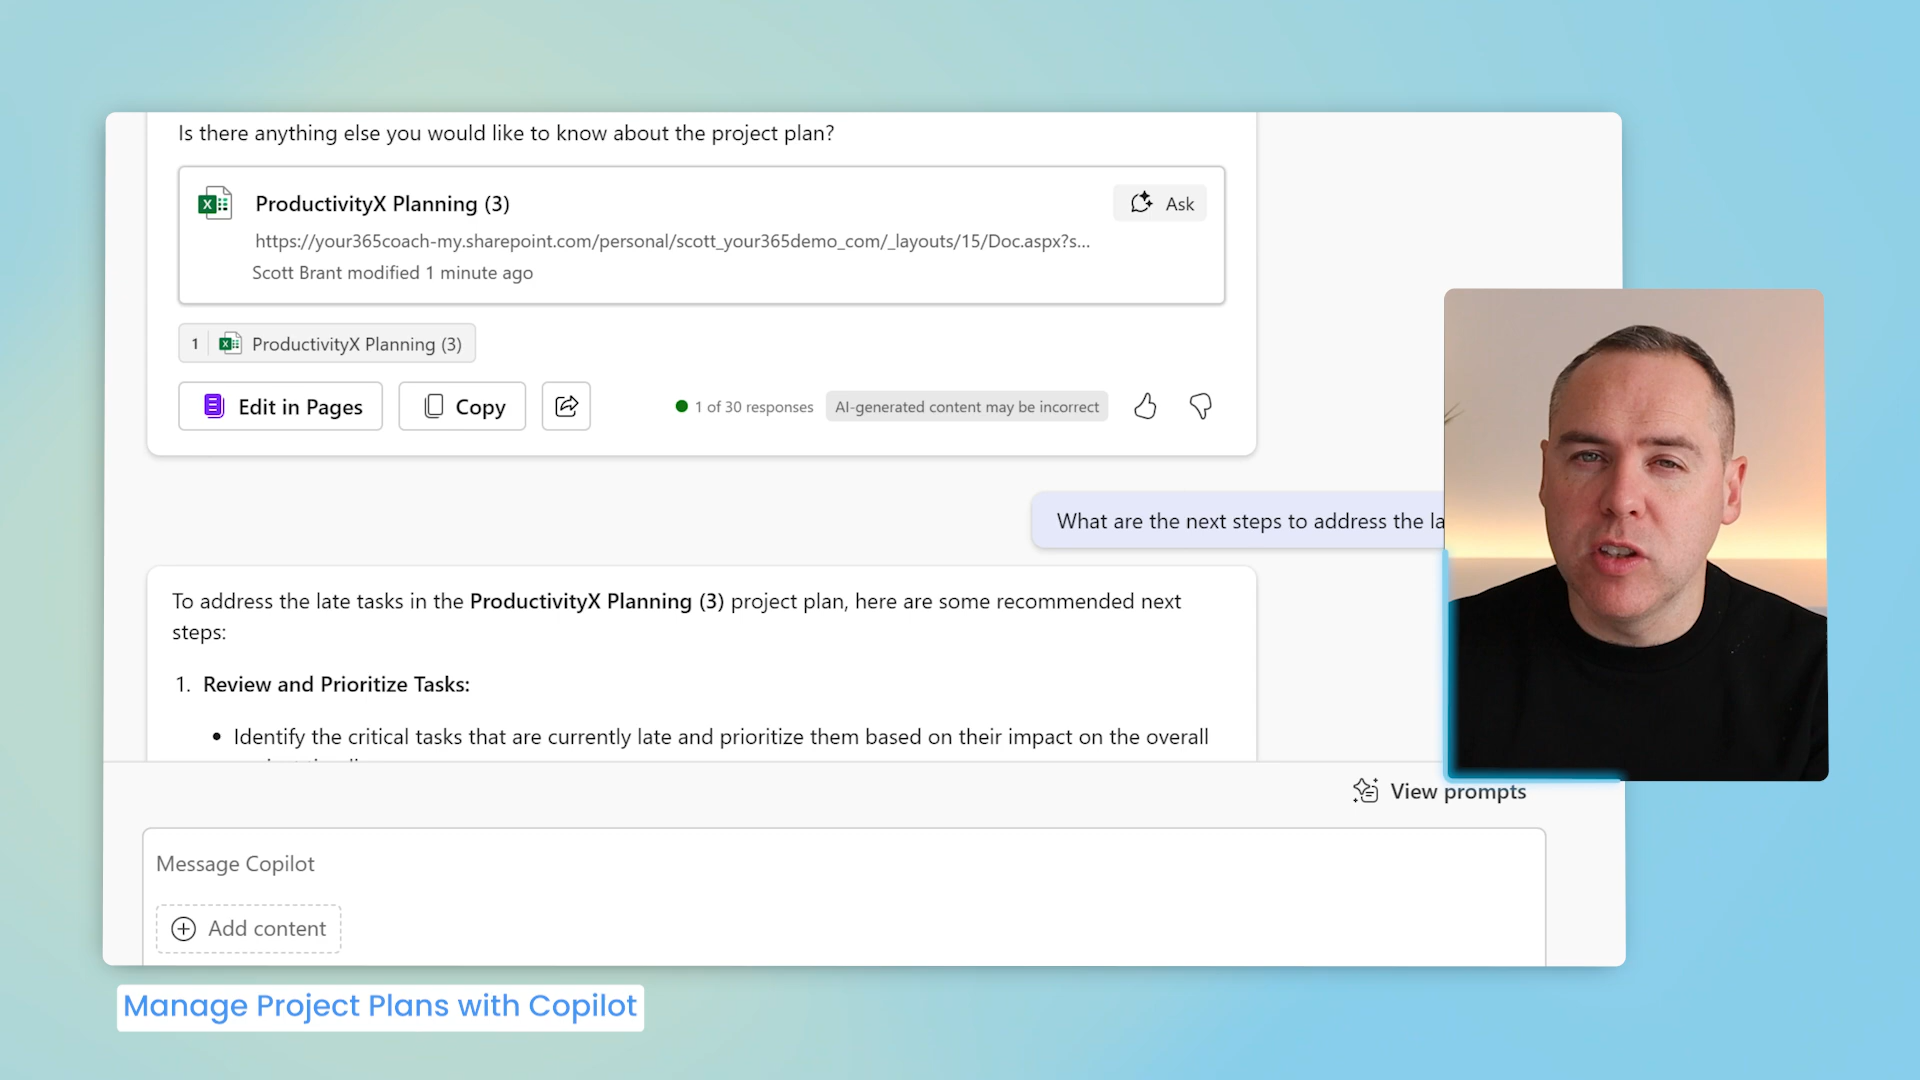 Is there anything else you would like to know about the project plan?
ProductivityX Planning (3)
Ask
https://your365coach-my.sharepoint.com/personal/scott_your365demo_com/_layouts/15/Doc.aspx?s...
Scott Brant modified 1 minute ago
1 ProductivityX Planning (3)
Edit in Pages
Copy
1 of 30 responses
AI-generated content may be incorrect
What are the next steps to address the la
To address the late tasks in the ProductivityX Planning (3) project plan, here are some recommended next
steps:
1. Review and Prioritize Tasks:
• Identify the critical tasks that are currently late and prioritize them based on their impact on the overall
View prompts
Message Copilot
Add content
Manage Project Plans with Copilot